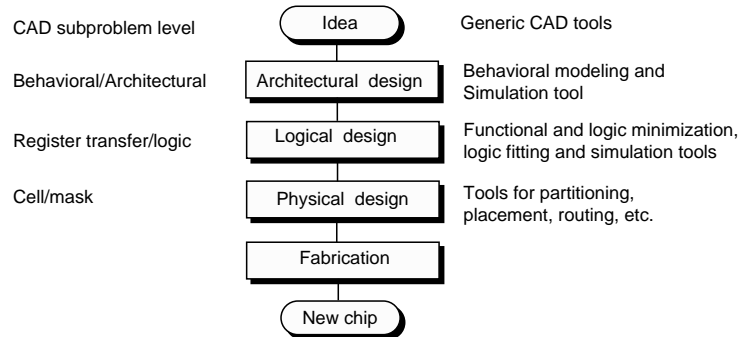 CAD subproblem level
Idea
Generic CAD tools
Behavioral/Architectural
Architectural design
Behavioral modeling and
Simulation tool
Register transfer/logic
Logical design
Functional and logic minimization,
logic fitting and simulation tools
Cell/mask
Physical design
Tools for partitioning,
placement, routing, etc.
Fabrication
New chip